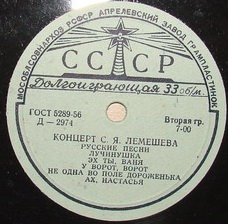 МОСОБЛСОВНАРХОЗ РСФСР АПРЕЛЕВСКИЙ ЗАВОД ГРАМПЛАСТИНОК
СССР
Долгоиграющая 33 об/м.
ГОСТ 5289-56
Д — 2974
Вторая гр.
7-00
КОНЦЕРТ С. Я. ЛЕМЕШЕВА
РУССКИЕ ПЕСНИ
ЛУЧИНУШКА
ЭХ ТЫ, ВАНЯ
У ВОРОТ, ВОРОТ
НЕ ОДНА ВО ПОЛЕ ДОРОЖЕНЬКА
АХ, НАСТАСЬЯ